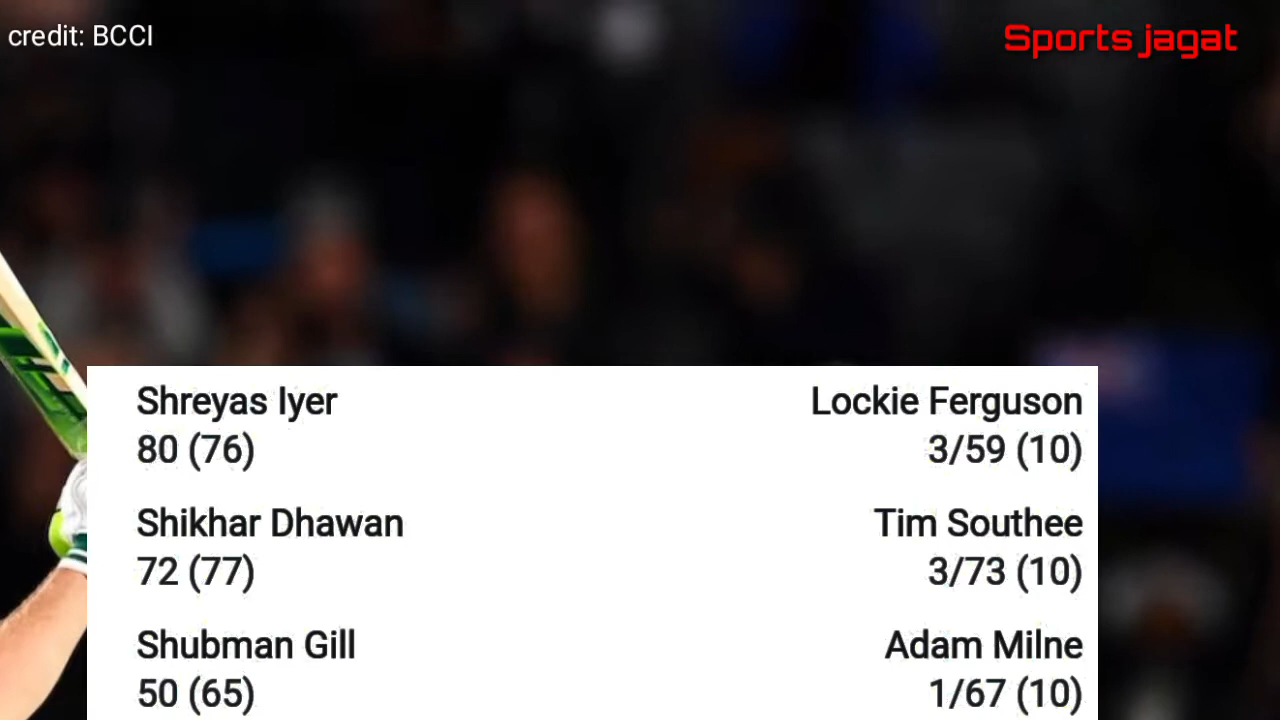 credit: BCCI
Sports jagat
Shreyas Iyer
80 (76)
Lockie Ferguson
3/59 (10)
Shikhar Dhawan
72 (77)
Tim Southee
3/73 (10)
Shubman Gill
50 (65)
Adam Milne
1/67 (10)